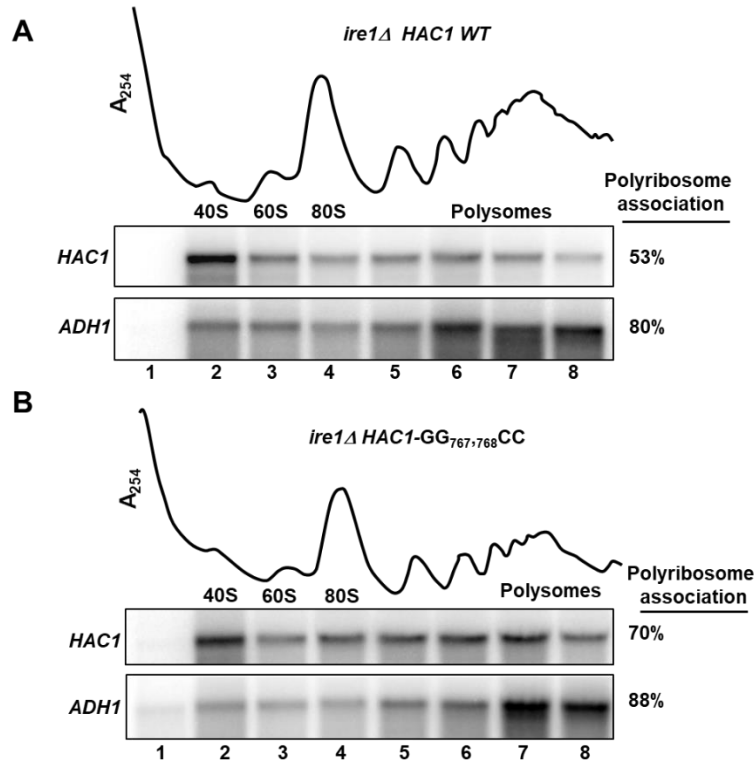 A
ire1Δ HAC1 WT
A254
40S 60S 80S Polysomes
Polyribosome
association
HAC1
53%
ADH1
80%
1 2 3 4 5 6 7 8
B
ire1Δ HAC1-GG767,768CC
A254
40S 60S 80S Polysomes
Polyribosome
association
HAC1
70%
ADH1
88%
1 2 3 4 5 6 7 8